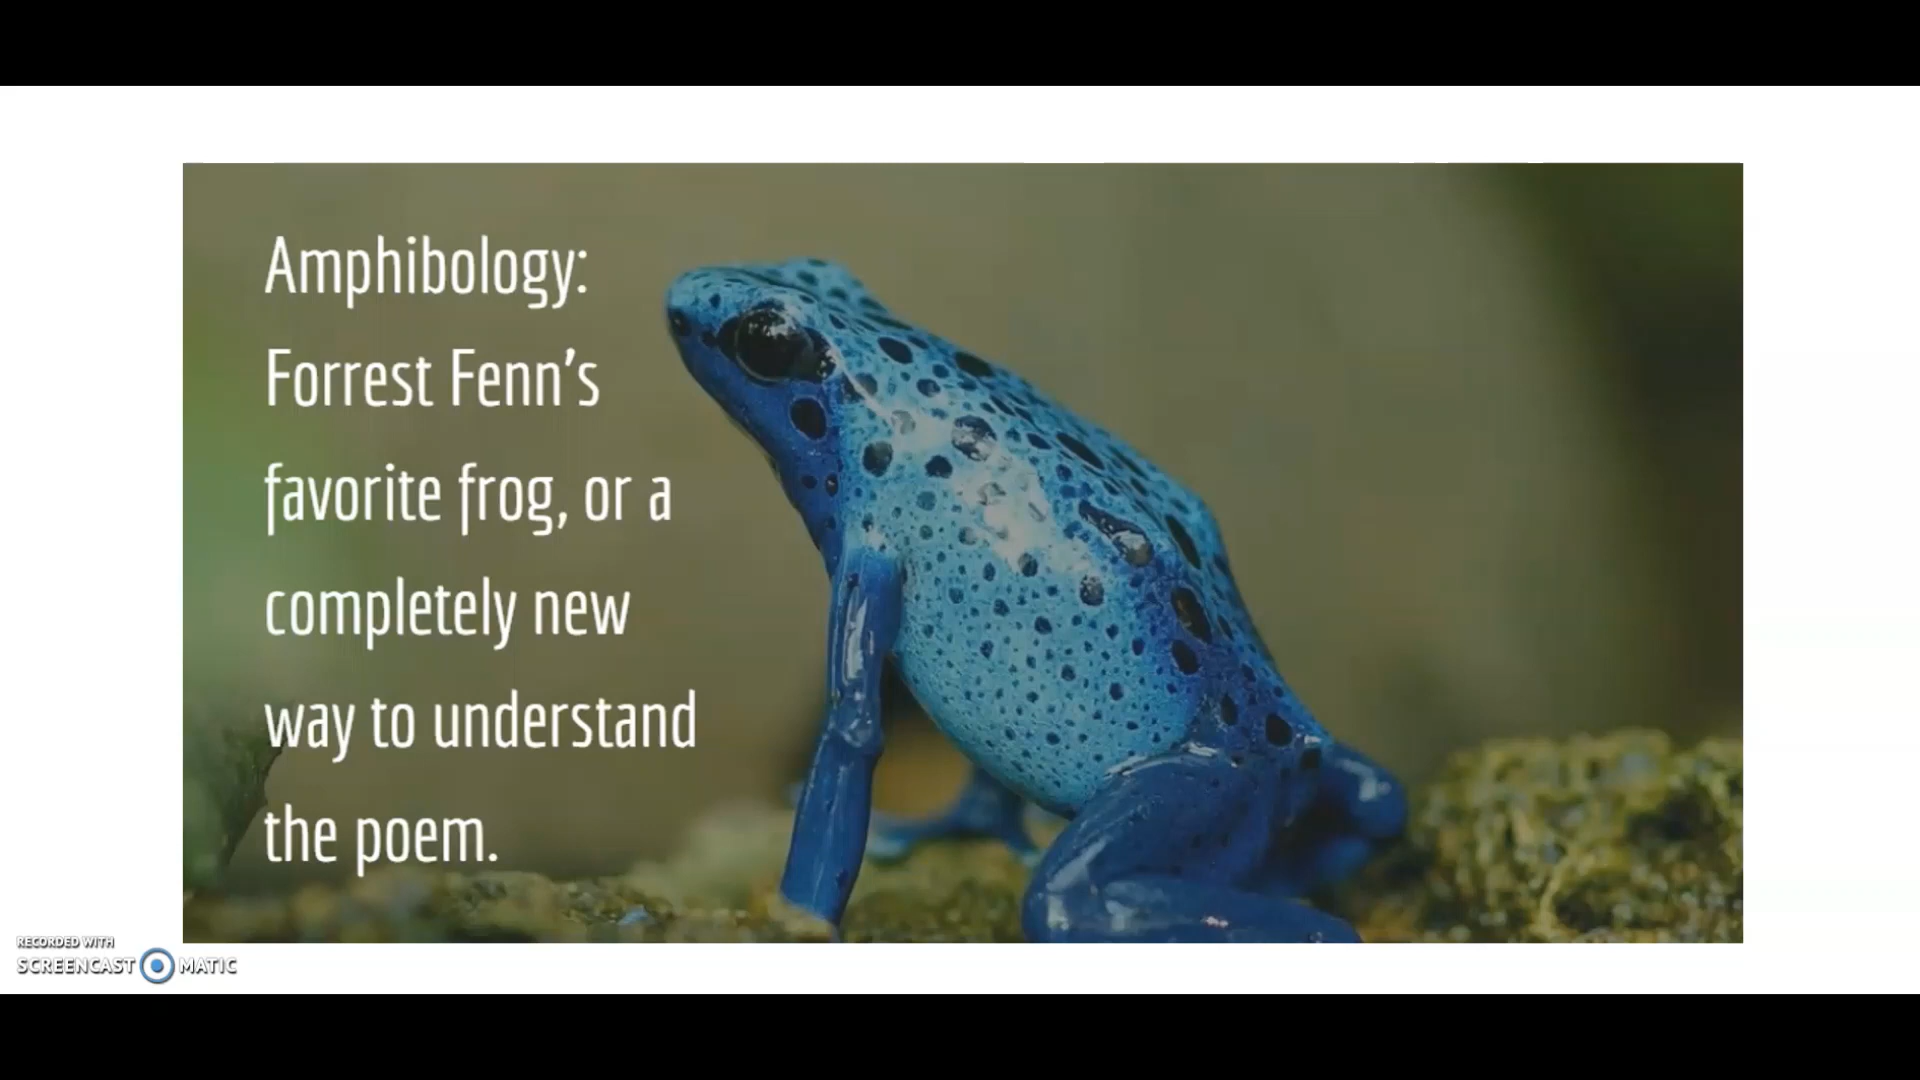 Amphibology:
Forrest Fenn's
favorite frog, or a
completely new
way to understand
the poem.
RECORDED WITH
SCREENCAST MATIC